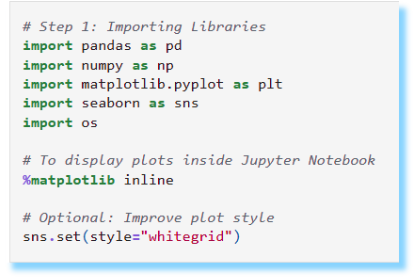 # Step 1: Importing Libraries
import pandas as pd
import numpy as np
import matplotlib.pyplot as plt
import seaborn as sns
import os
# To display plots inside Jupyter Notebook
%matplotlib inline
# Optional: Improve plot style
sns.set(style="whitegrid")